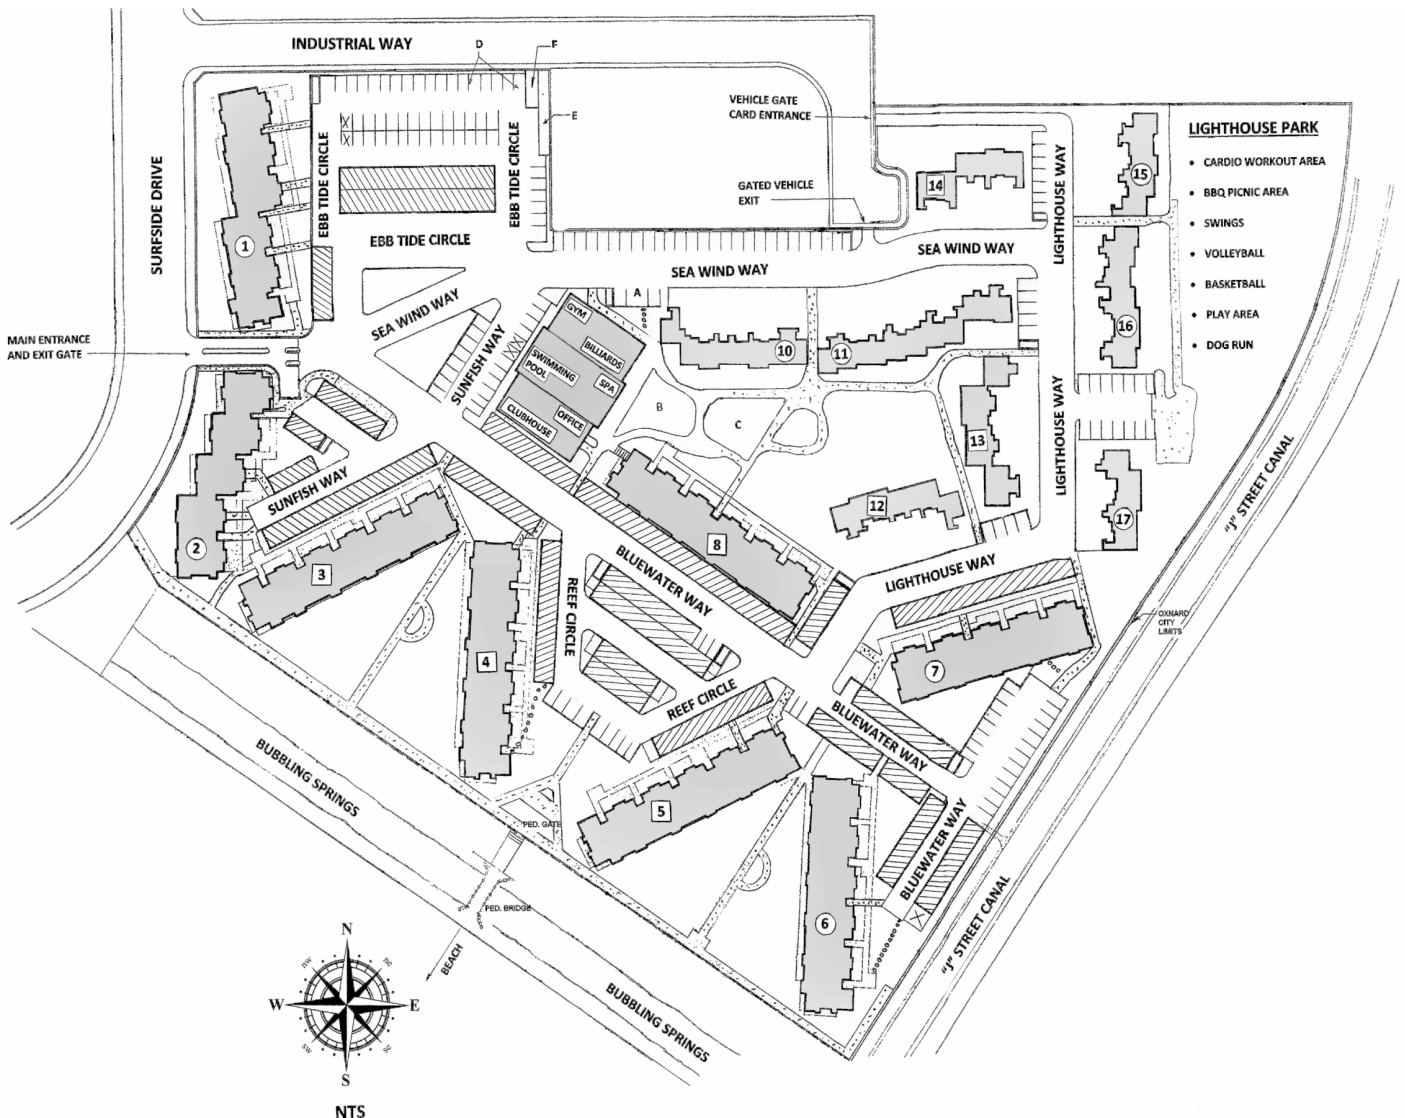 INDUSTRIAL WAY
D
F
E
VEHICLE GATE
CARD ENTRANCE
GATED VEHICLE
EXIT
LIGHTHOUSE PARK
• CARDIO WORKOUT AREA
• BBQ PICNIC AREA
• SWINGS
• VOLLEYBALL
• BASKETBALL
• PLAY AREA
• DOG RUN
SURFSIDE DRIVE
EBB TIDE CIRCLE
EBB TIDE CIRCLE
EBB TIDE CIRCLE
LIGHTHOUSE WAY
14
15
1
SEA WIND WAY
SEA WIND WAY
SEA WIND WAY
A
16
MAIN ENTRANCE
AND EXIT GATE
SUNFISH WAY
GYM
BILLIARDS
SWIMMING
POOL
SPA
OFFICE
CLUBHOUSE
10
11
B
C
13
LIGHTHOUSE WAY
"J" STREET CANAL
SUNFISH WAY
12
17
2
3
8
BLUEWATER WAY
LIGHTHOUSE WAY
REEF CIRCLE
OXNARD
CITY
LIMITS
4
7
REEF CIRCLE
BLUEWATER WAY
BUBBLING SPRINGS
5
PED. GATE
BLUEWATER WAY
PED. BRIDGE
6
BEACH
"J" STREET CANAL
BUBBLING SPRINGS
N
nw
ne
W
E
sw
se
S
NTS